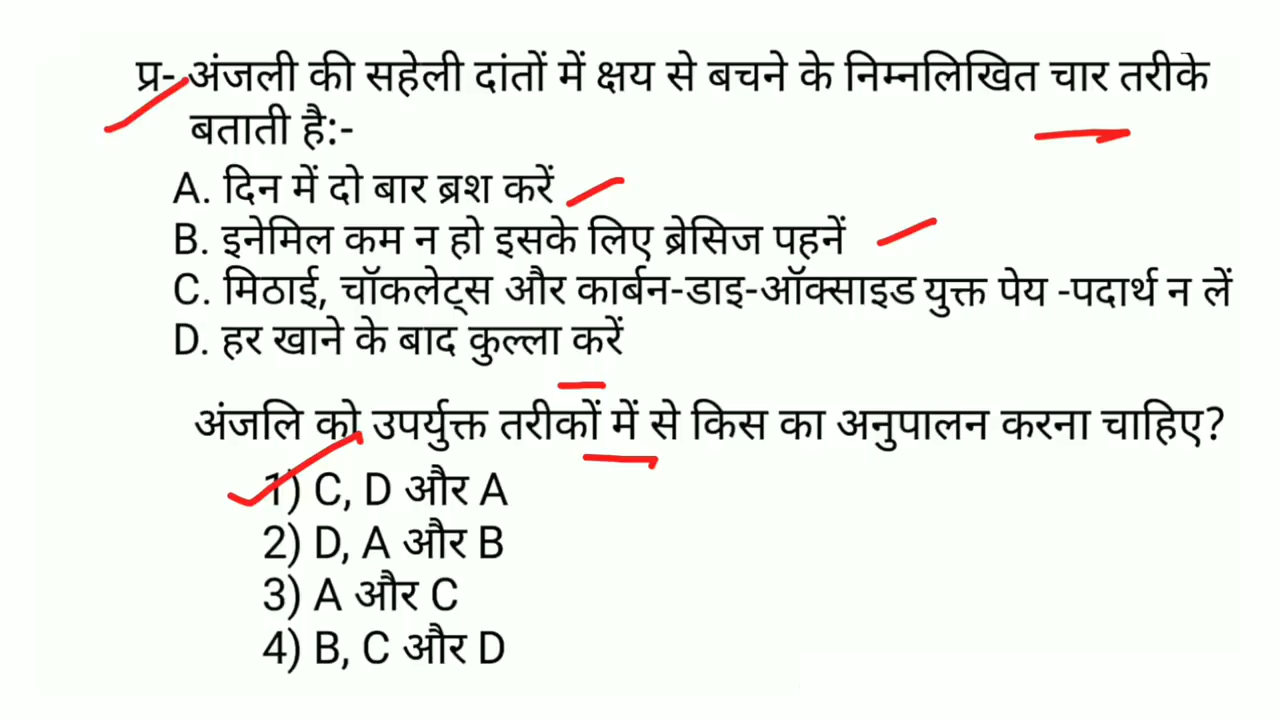 प्र- अंजली की सहेली दांतों में क्षय से बचने के निम्नलिखित चार तरीके
बताती है:-
A. दिन में दो बार ब्रश करें
B. इनेमिल कम न हो इसके लिए ब्रेसिज पहनें
C. मिठाई, चॉकलेट्स और कार्बन-डाइ-ऑक्साइड युक्त पेय -पदार्थ न लें
D. हर खाने के बाद कुल्ला करें
अंजलि को उपर्युक्त तरीकों में से किस का अनुपालन करना चाहिए?
1) C, D और A
2) D, A और B
3) A और C
4) B, C और D